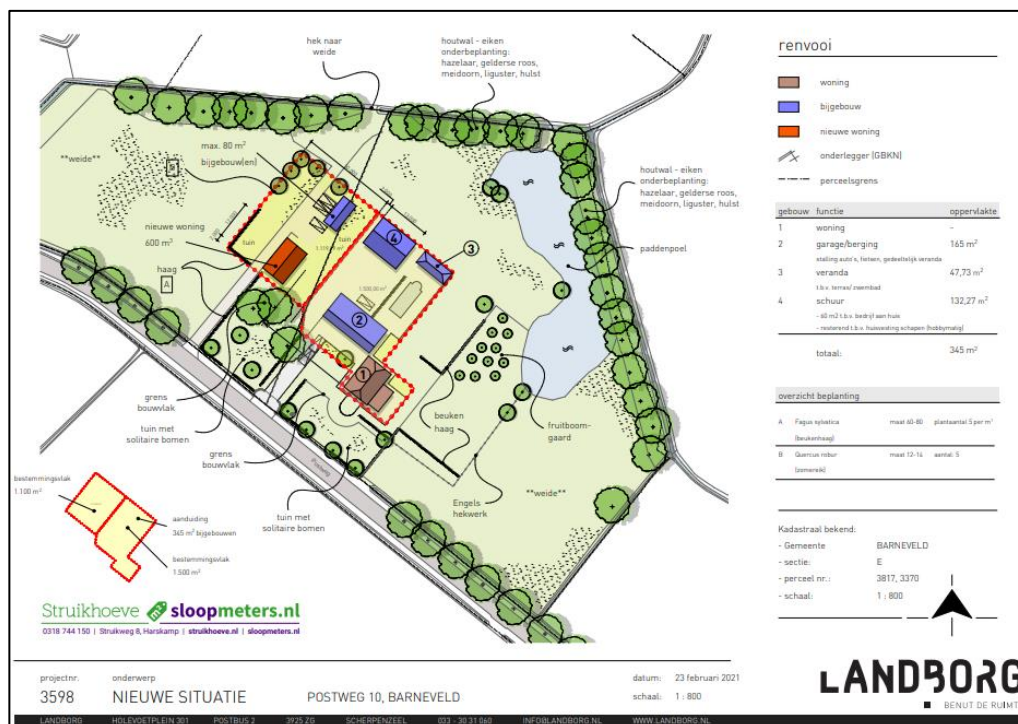 hek naar
weide
houtwal - eiken
onderbeplanting:
hazelaar, gelderse roos,
meidoorn, liguster, hulst
**weide**
B
max. 80 m²
bijgebouw(en)
houtwal - eiken
onderbeplanting:
hazelaar, gelderse roos,
meidoorn, liguster, hulst
nieuwe woning
600 m³
tuin
tuin
4
3
paddenpoel
haag
A
1.500,00 m²
2
1
grens
bouwvlak
tuin met
solitaire bomen
grens
bouwvlak
beuken
haag
fruitboom-
gaard
Postweg
tuin met
solitaire bomen
Engels
hekwerk
**weide**
bestemmingsvlak
1.100 m²
aanduiding
345 m² bijgebouwen
bestemmingsvlak
1.500 m²
Struikhoeve sloopmeters.nl
0318 744 150 | Struikweg 8, Harskamp | struikhoeve.nl | sloopmeters.nl
renvooi
woning
bijgebouw
nieuwe woning
onderlegger (GBKN)
perceelsgrens
gebouw functie oppervlakte
1 woning -
2 garage/berging 165 m²
stalling auto's, fietsen, gedeeltelijk veranda
3 veranda 47,73 m²
t.b.v. terras/ zwembad
4 schuur 132,27 m²
- 60 m2 t.b.v. bedrijf aan huis
- resterend t.b.v. huisvesting schapen (hobbymatig)
totaal: 345 m²
overzicht beplanting
A Fagus sylvatica maat 60-80 plantaantal 5 per m¹
(beukenhaag)
B Quercus robur maat 12-14 aantal: 5
(zomereik)
Kadastraal bekend:
- Gemeente BARNEVELD
- sectie: E
- perceel nr.: 3817, 3370
- schaal: 1 : 800
projectnr. onderwerp datum: 23 februari 2021
3598 NIEUWE SITUATIE POSTWEG 10, BARNEVELD schaal: 1 : 800
LANDBORG
BENUT DE RUIMT
LANDBORG HOLEVOETPLEIN 301 POSTBUS 2 3925 ZG SCHERPENZEEL 033 - 30 31 060 INFO@LANDBORG.NL WWW.LANDBORG.NL